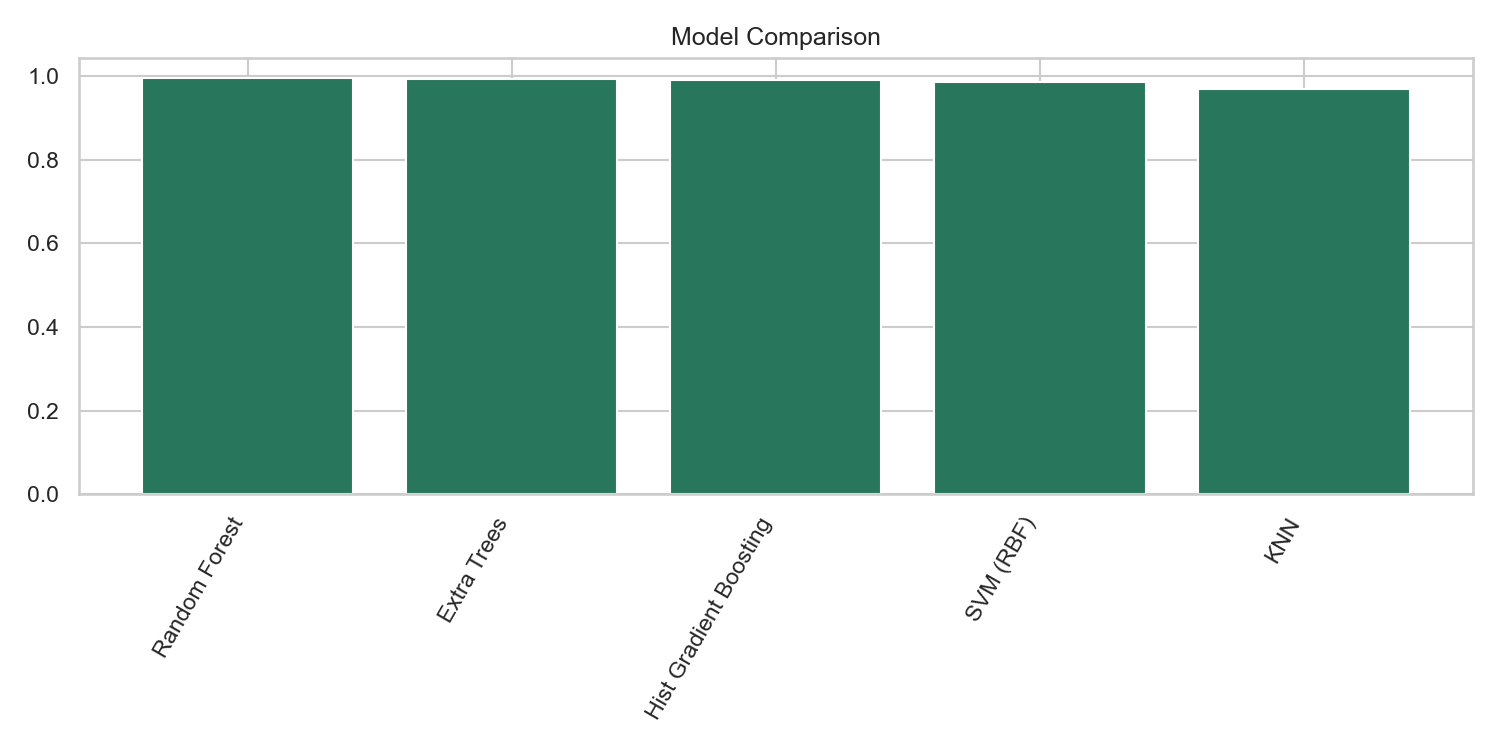 Model Comparison
1.0
0.8
0.6
0.4
0.2
0.0
Random Forest
Extra Trees
Hist Gradient Boosting
SVM (RBF)
KNN